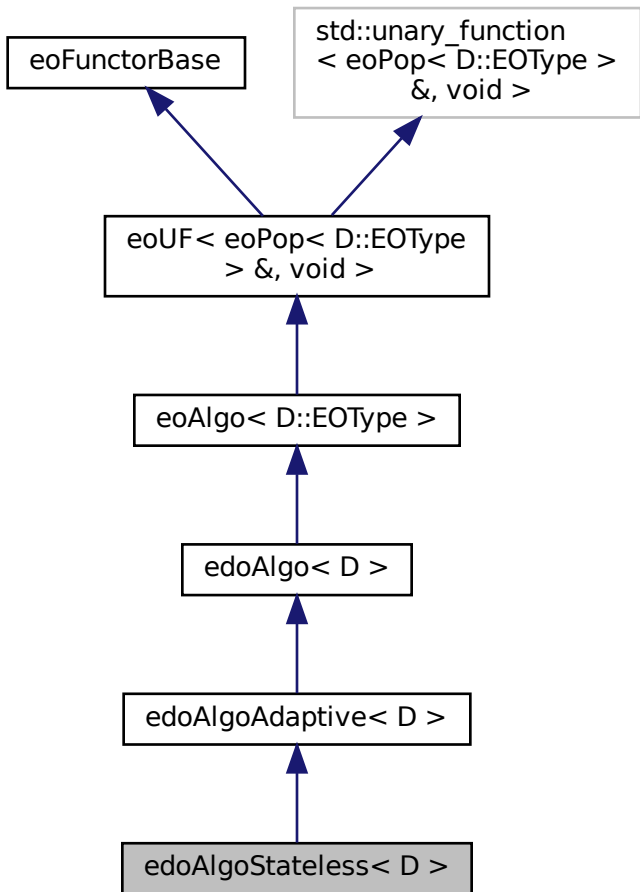 eoFunctorBase
std::unary_function
< eoPop< D::EOType >
&, void >
eoUF< eoPop< D::EOType
> &, void >
eoAlgo< D::EOType >
edoAlgo< D >
edoAlgoAdaptive< D >
edoAlgoStateless< D >